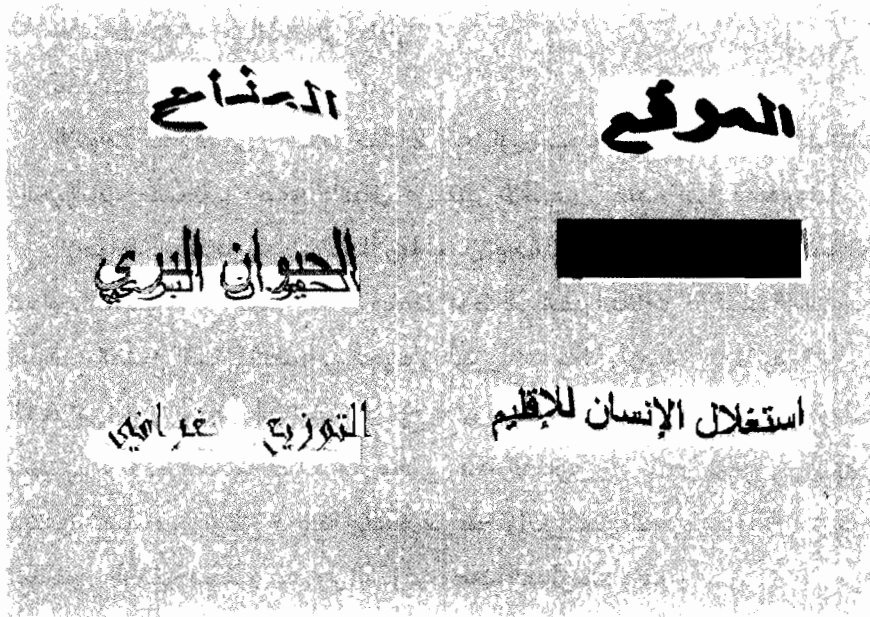 الموقع
المناخ
الحيوان البري
استغلال الإنسان للإقليم
التوزيع